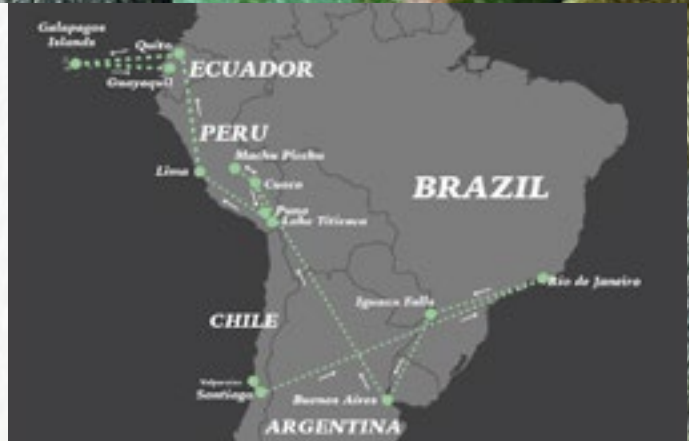 Galapagos
Islands
Quito
ECUADOR
Guayaquil
PERU
Machu Picchu
Lima
Cusco
Puno
Lake Titicaca
BRAZIL
Rio de Janeiro
Iguacu Falls
CHILE
Valparaiso
Santiago
Buenos Aires
ARGENTINA